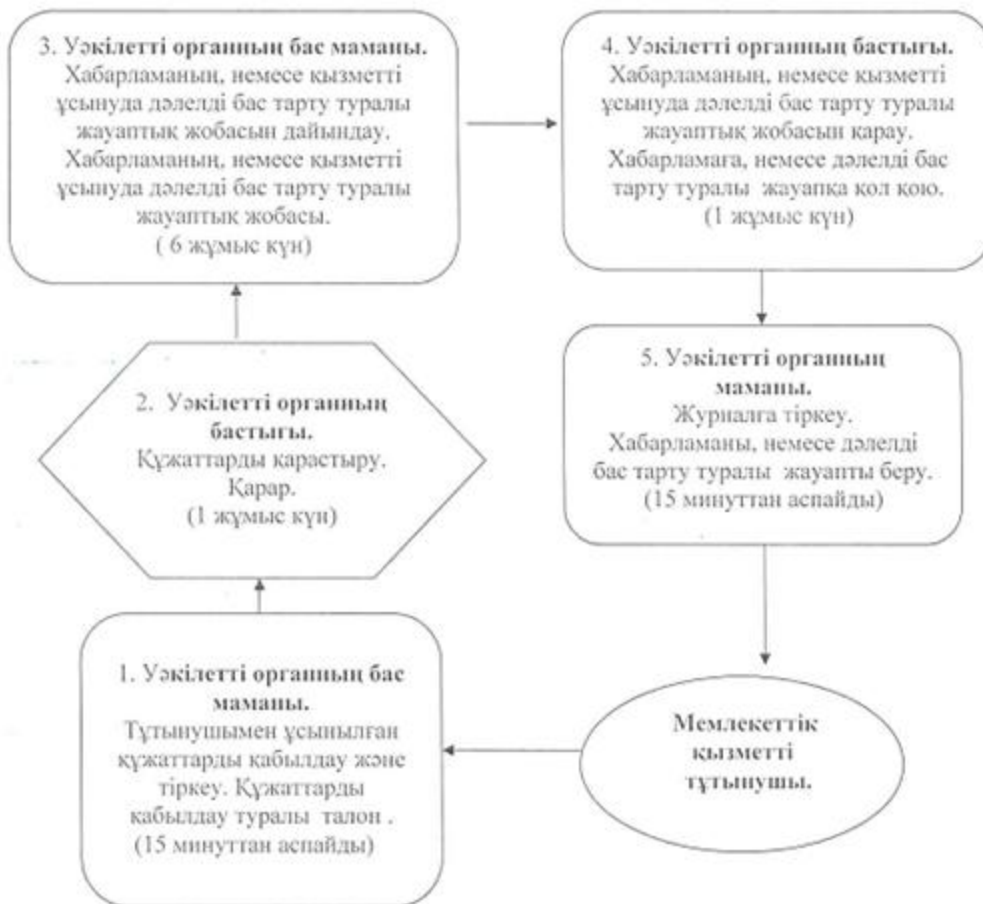 3. Уәкілетті органның бас маманы.
Хабарламаның, немесе қызметті
ұсынуда дәлелді бас тарту туралы
жауаптық жобасын дайындау.
Хабарламаның, немесе қызметті
ұсынуда дәлелді бас тарту туралы
жауаптық жобасы.
( 6 жұмыс күн)
4. Уәкілетті органның бастығы.
Хабарламаның, немесе қызметті
ұсынуда дәлелді бас тарту туралы
жауаптық жобасын қарау.
Хабарламаға, немесе дәлелді бас
тарту туралы жауапқа қол қою.
(1 жұмыс күн)
2. Уәкілетті органның
бастығы.
Құжаттарды қарастыру.
Қарар.
(1 жұмыс күн)
5. Уәкілетті органның
маманы.
Журналға тіркеу.
Хабарламаны, немесе дәлелді
бас тарту туралы жауапты беру.
(15 минуттан аспайды)
1. Уәкілетті органның бас
маманы.
Тұтынушымен ұсынылған
құжаттарды қабылдау және
тіркеу. Құжаттарды
қабылдау туралы талон .
(15 минуттан аспайды)
Мемлекеттік
қызметті
тұтынушы.